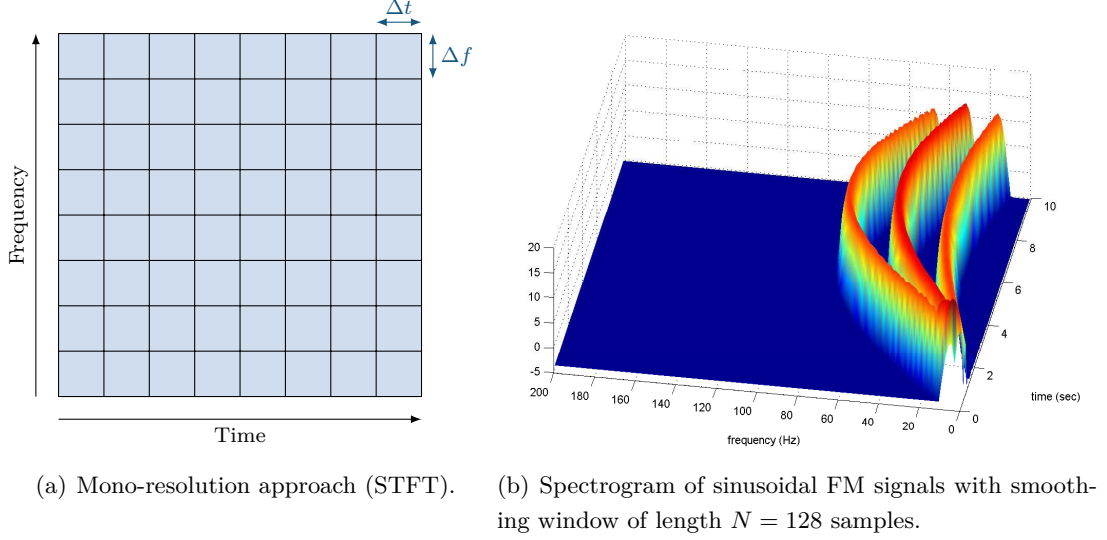 Δt
Δf
Frequency
Time
20
15
10
5
0
-5
200
180
160
140
120
100
80
60
40
20
0
frequency (Hz)
0
2
4
6
8
10
time (sec)
(a) Mono-resolution approach (STFT).
(b) Spectrogram of sinusoidal FM signals with smooth-
ing window of length N = 128 samples.